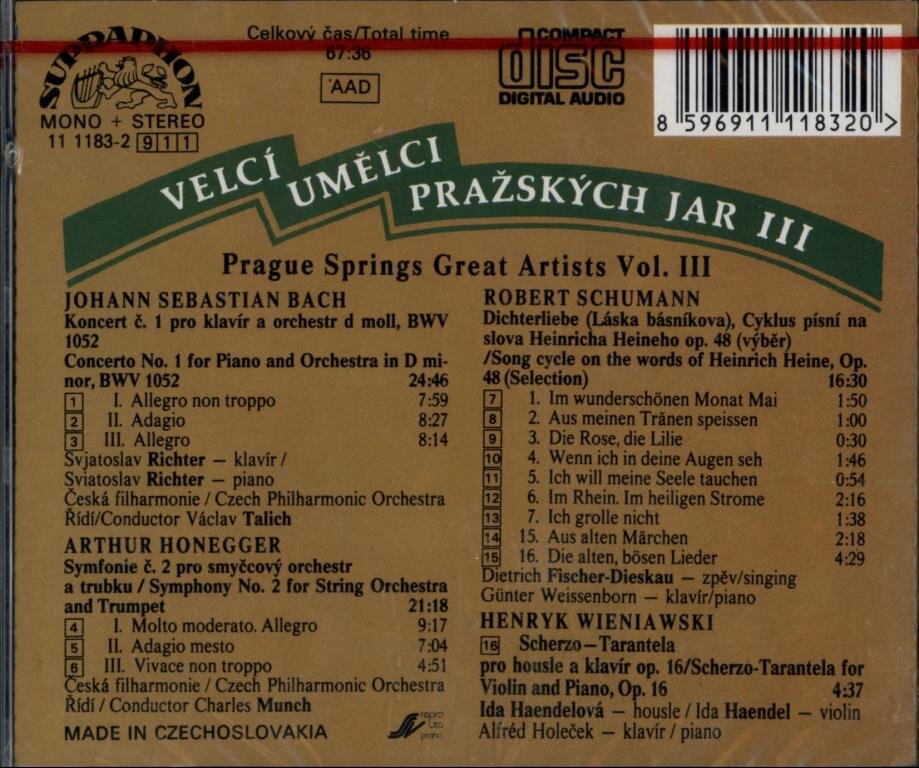 SUPRAPHON
MONO + STEREO
11 1183-2 911
Celkový čas/Total time
67:36
AAD
COMPACT
disc
DIGITAL AUDIO
8 596911 118320 >
VELCÍ UMĚLCI PRAŽSKÝCH JAR III
Prague Springs Great Artists Vol. III
JOHANN SEBASTIAN BACH
Koncert č. 1 pro klavír a orchestr d moll, BWV
1052
Concerto No. 1 for Piano and Orchestra in D mi-
nor, BWV 1052 24:46
1 I. Allegro non troppo 7:59
2 II. Adagio 8:27
3 III. Allegro 8:14
Svjatoslav Richter – klavír /
Sviatoslav Richter – piano
Česká filharmonie / Czech Philharmonic Orchestra
Řídí/Conductor Václav Talich
ARTHUR HONEGGER
Symfonie č. 2 pro smyčcový orchestr
a trubku / Symphony No. 2 for String Orchestra
and Trumpet 21:18
4 I. Molto moderato. Allegro 9:17
5 II. Adagio mesto 7:04
6 III. Vivace non troppo 4:51
Česká filharmonie / Czech Philharmonic Orchestra
Řídí / Conductor Charles Munch
MADE IN CZECHOSLOVAKIA
repro
lito
praha
ROBERT SCHUMANN
Dichterliebe (Láska básníkova), Cyklus písní na
slova Heinricha Heineho op. 48 (výběr)
/Song cycle on the words of Heinrich Heine, Op.
48 (Selection) 16:30
7 1. Im wunderschönen Monat Mai 1:50
8 2. Aus meinen Tränen speissen 1:00
9 3. Die Rose, die Lilie 0:30
10 4. Wenn ich in deine Augen seh 1:46
11 5. Ich will meine Seele tauchen 0:54
12 6. Im Rhein. Im heiligen Strome 2:16
13 7. Ich grolle nicht 1:38
14 15. Aus alten Märchen 2:18
15 16. Die alten, bösen Lieder 4:29
Dietrich Fischer-Dieskau – zpěv/singing
Günter Weissenborn – klavír/piano
HENRYK WIENIAWSKI
16 Scherzo–Tarantela
pro housle a klavír op. 16/Scherzo-Tarantela for
Violin and Piano, Op. 16 4:37
Ida Haendelová – housle / Ida Haendel – violin
Alfréd Holeček – klavír / piano